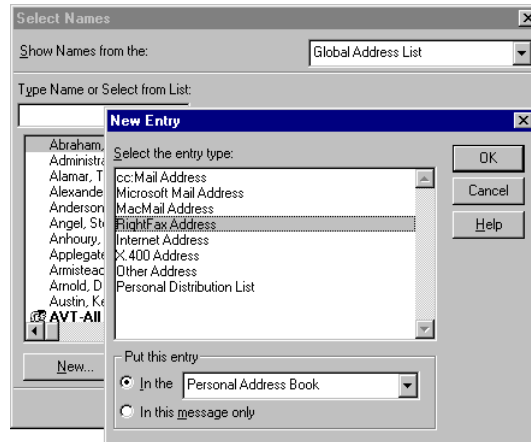 Select Names
Show Names from the:
Global Address List
Type Name or Select from List:
New Entry
Abraham,
Administra
Alamar, T
Alexande
Anderson
Angel, Ste
Anhoury,
Applegate
Armistead
Arnold, D
Austin, Ke
AVT-All
New...
Select the entry type:
cc:Mail Address
Microsoft Mail Address
MacMail Address
RightFax Address
Internet Address
X.400 Address
Other Address
Personal Distribution List
OK
Cancel
Help
Put this entry
In the
Personal Address Book
In this message only